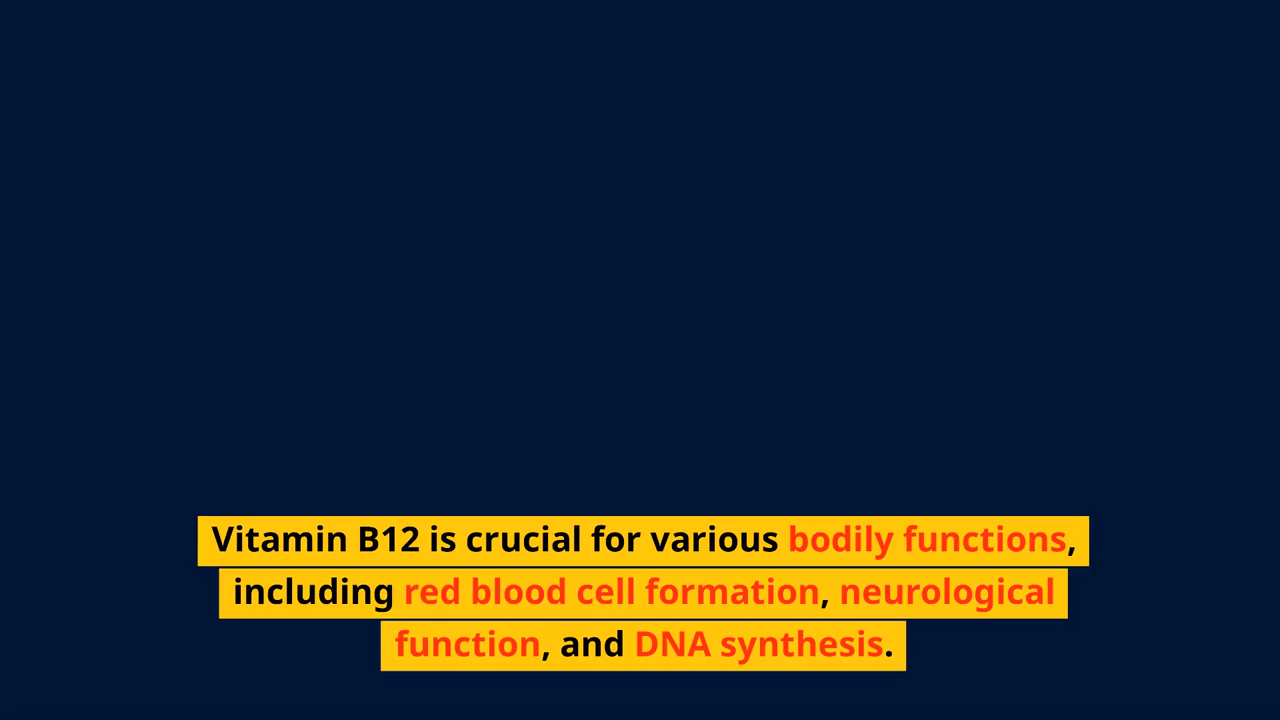 Vitamin B12 is crucial for various bodily functions,
including red blood cell formation, neurological
function, and DNA synthesis.